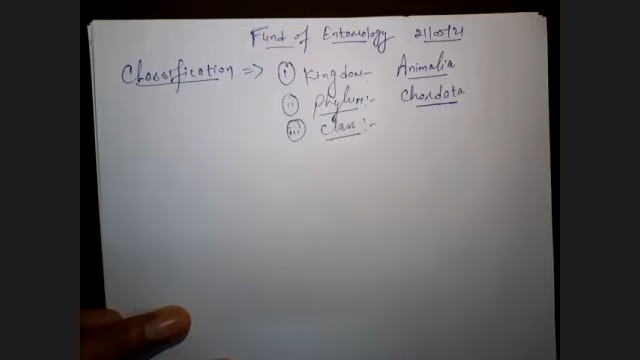 Fund of Entomology 21/05/21
Classification => (i) Kingdom:- Animalia
(ii) Phylum:- Chordata
(iii) Class:-